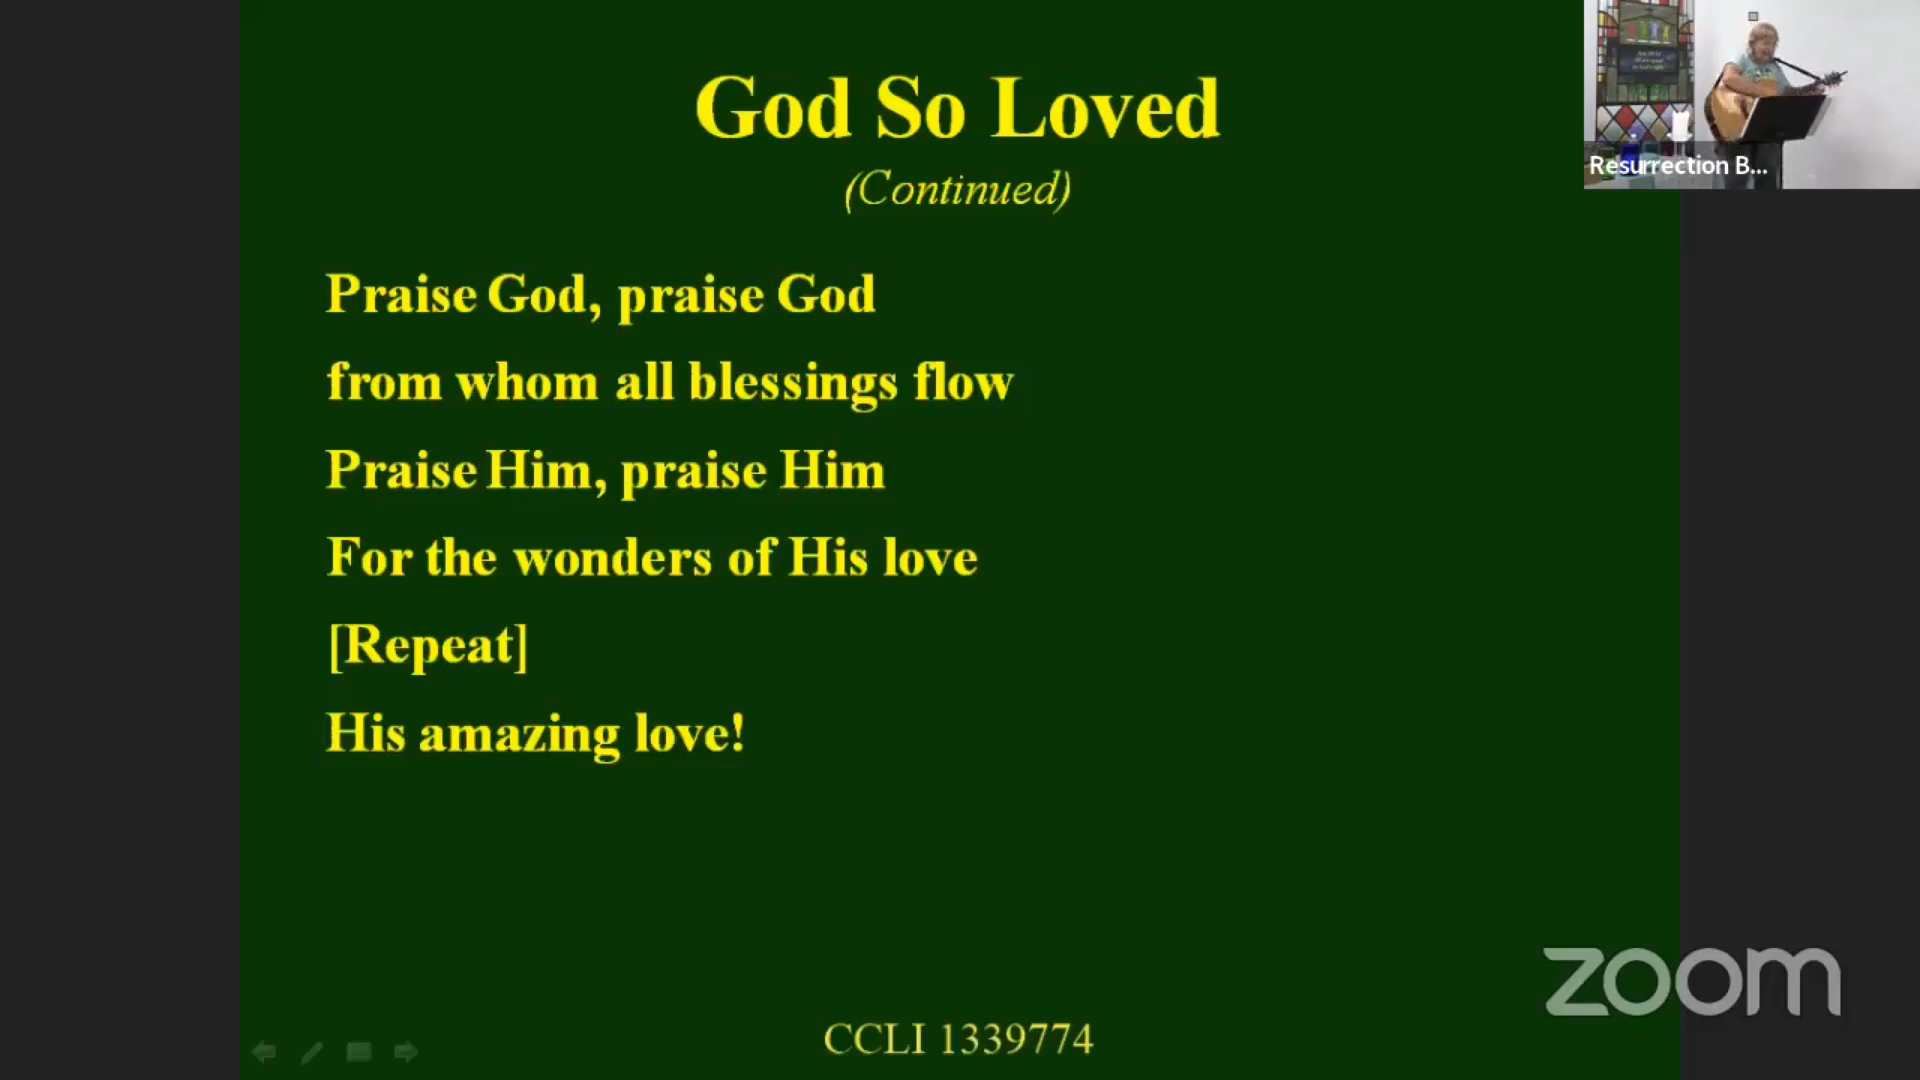 God So Loved
(Continued)
Praise God, praise God
from whom all blessings flow
Praise Him, praise Him
For the wonders of His love
[Repeat]
His amazing love!
CCLI 1339774
Resurrection B...
zoom